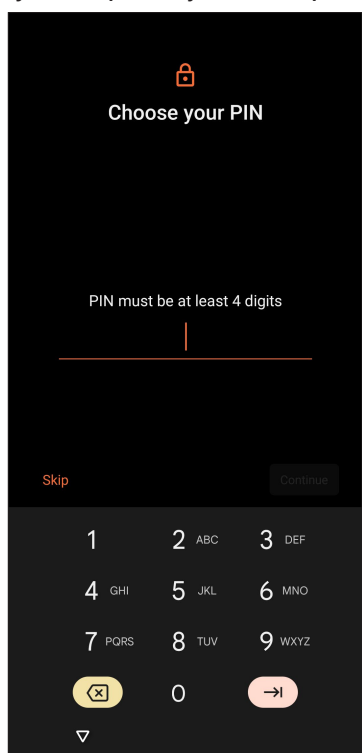 Choose your PIN
PIN must be at least 4 digits
Skip Continue
1 2 ABC 3 DEF
4 GHI 5 JKL 6 MNO
7 PQRS 8 TUV 9 WXYZ
0